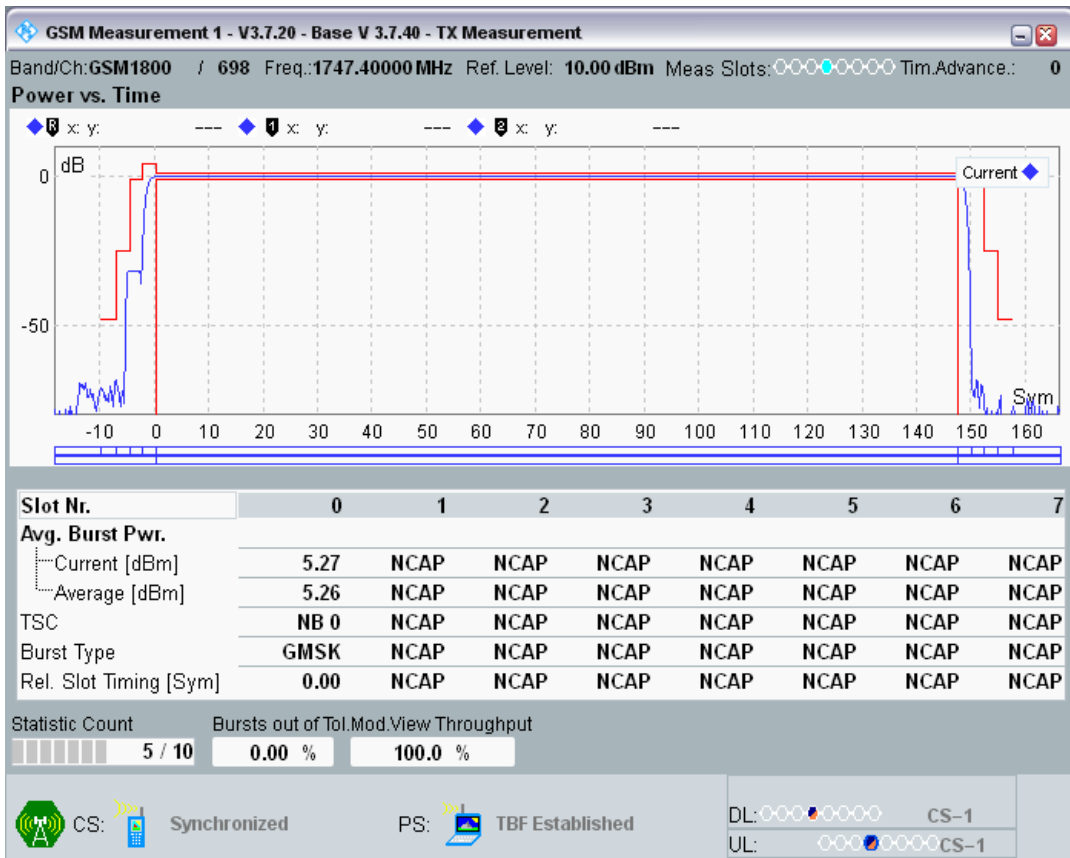 GSM Measurement 1 - V3.7.20 - Base V 3.7.40 - TX Measurement
Band/Ch:GSM1800 / 698 Freq.:1747.40000 MHz Ref. Level: 10.00 dBm Meas Slots: Tim.Advance.: 0
Power vs. Time
R x: y: --- 1 x: y: --- 2 x: y: ---
dB
Current
0
-50
Sym
-10 0 10 20 30 40 50 60 70 80 90 100 110 120 130 140 150 160
Slot Nr. 0 1 2 3 4 5 6 7
Avg. Burst Pwr.
Current [dBm] 5.27 NCAP NCAP NCAP NCAP NCAP NCAP NCAP
Average [dBm] 5.26 NCAP NCAP NCAP NCAP NCAP NCAP NCAP
TSC NB 0 NCAP NCAP NCAP NCAP NCAP NCAP NCAP
Burst Type GMSK NCAP NCAP NCAP NCAP NCAP NCAP NCAP
Rel. Slot Timing [Sym] 0.00 NCAP NCAP NCAP NCAP NCAP NCAP NCAP
Statistic Count Bursts out of Tol.Mod.View Throughput
5 / 10 0.00 % 100.0 %
CS: Synchronized PS: TBF Established
DL: CS-1
UL: CS-1